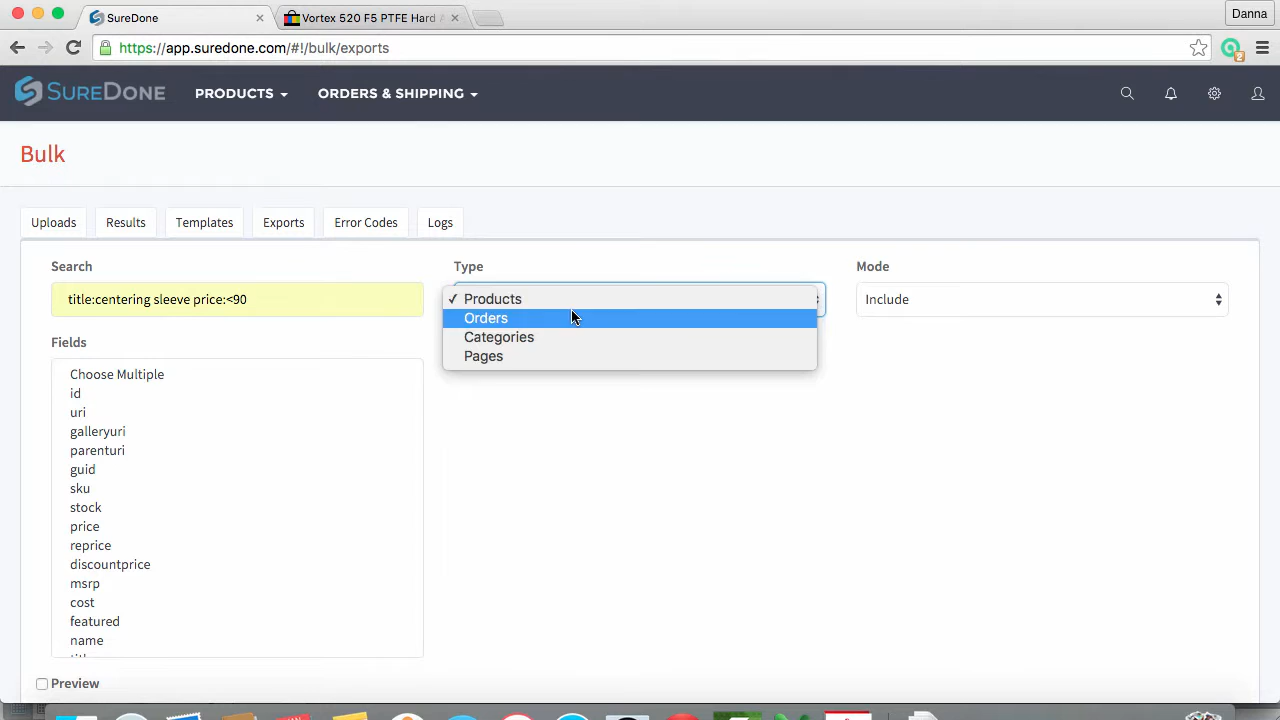 SureDone
Vortex 520 F5 PTFE Hard
Danna
https://app.suredone.com/#!/bulk/exports
2
SUREDONE
PRODUCTS
ORDERS & SHIPPING
Bulk
Uploads
Results
Templates
Exports
Error Codes
Logs
Search
Type
Mode
title:centering sleeve price:<90
✓ Products
Include
Orders
Categories
Pages
Fields
Choose Multiple
id
uri
galleryuri
parenturi
guid
sku
stock
price
reprice
discountprice
msrp
cost
featured
name
Preview